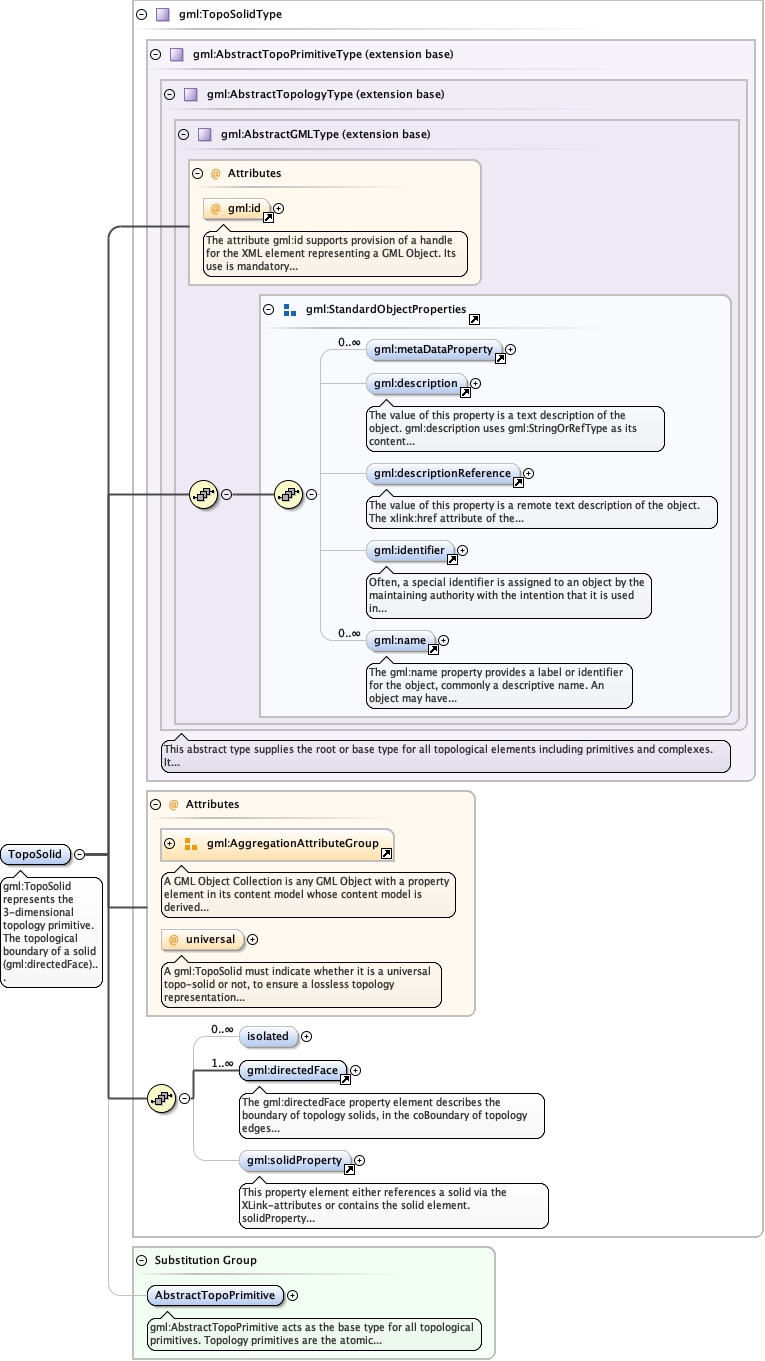 gml:TopoSolidType
gml:AbstractTopoPrimitiveType (extension base)
gml:AbstractTopologyType (extension base)
gml:AbstractGMLType (extension base)
@ Attributes
@ gml:id
The attribute gml:id supports provision of a handle
for the XML element representing a GML Object. Its
use is mandatory...
gml:StandardObjectProperties
0..∞
gml:metaDataProperty
gml:description
The value of this property is a text description of the
object. gml:description uses gml:StringOrRefType as its
content...
gml:descriptionReference
The value of this property is a remote text description of the object.
The xlink:href attribute of the...
gml:identifier
Often, a special identifier is assigned to an object by the
maintaining authority with the intention that it is used
in...
0..∞
gml:name
The gml:name property provides a label or identifier
for the object, commonly a descriptive name. An
object may have...
This abstract type supplies the root or base type for all topological elements including primitives and complexes.
It...
@ Attributes
gml:AggregationAttributeGroup
A GML Object Collection is any GML Object with a property
element in its content model whose content model is
derived...
@ universal
A gml:TopoSolid must indicate whether it is a universal
topo-solid or not, to ensure a lossless topology
representation...
TopoSolid
gml:TopoSolid
represents the
3-dimensional
topology primitive.
The topological
boundary of a solid
(gml:directedFace)..
.
0..∞
isolated
1..∞
gml:directedFace
The gml:directedFace property element describes the
boundary of topology solids, in the coBoundary of topology
edges...
gml:solidProperty
This property element either references a solid via the
XLink-attributes or contains the solid element.
solidProperty...
Substitution Group
AbstractTopoPrimitive
gml:AbstractTopoPrimitive acts as the base type for all topological
primitives. Topology primitives are the atomic...